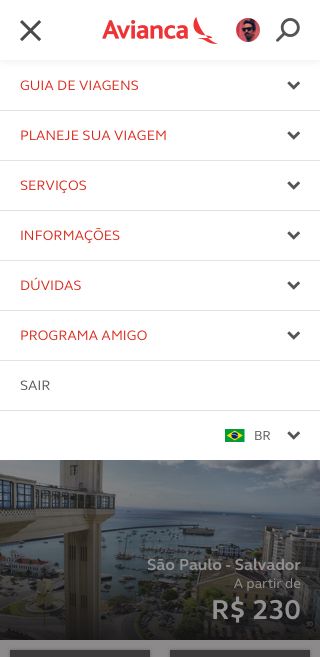 Avianca
GUIA DE VIAGENS
PLANEJE SUA VIAGEM
SERVIÇOS
INFORMAÇÕES
DÚVIDAS
PROGRAMA AMIGO
SAIR
BR
São Paulo - Salvador
A partir de
R$ 230